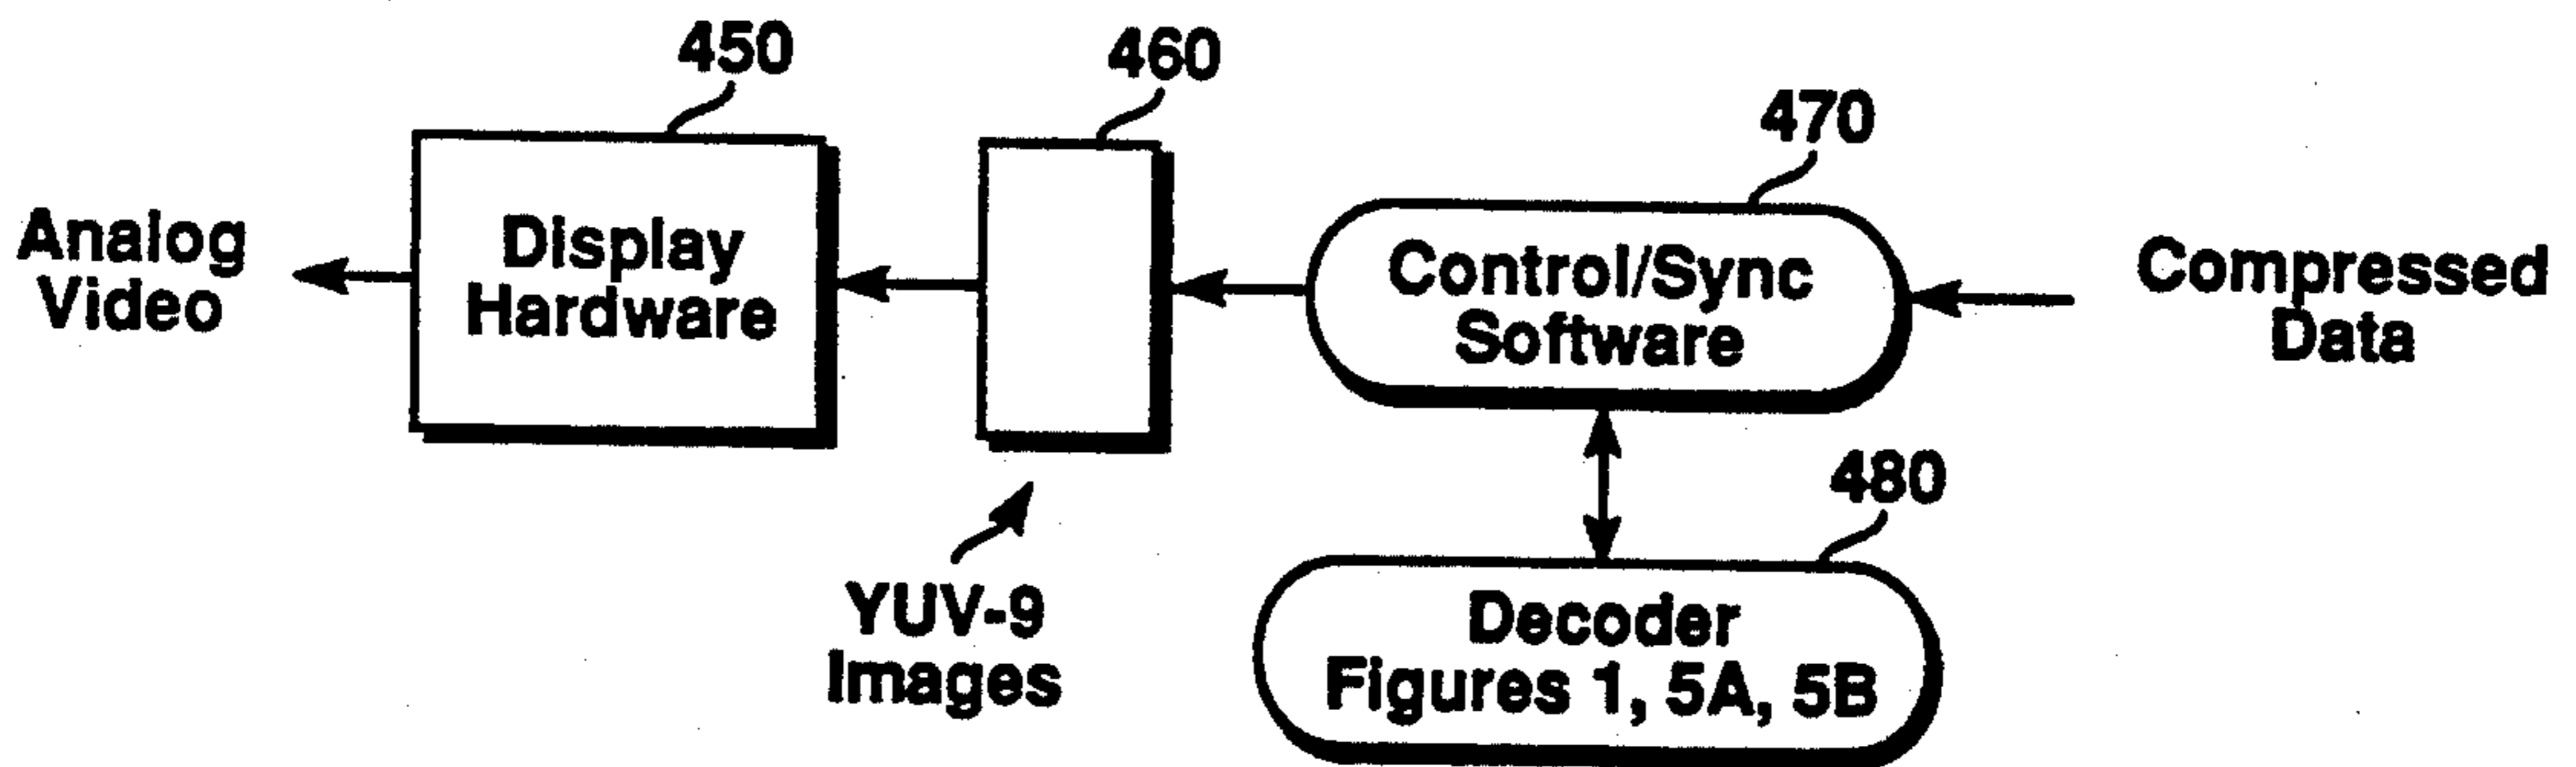 450
460
470
Analog
Video
Display
Hardware
Control/Sync
Software
Compressed
Data
480
YUV-9
Images
Decoder
Figures 1, 5A, 5B